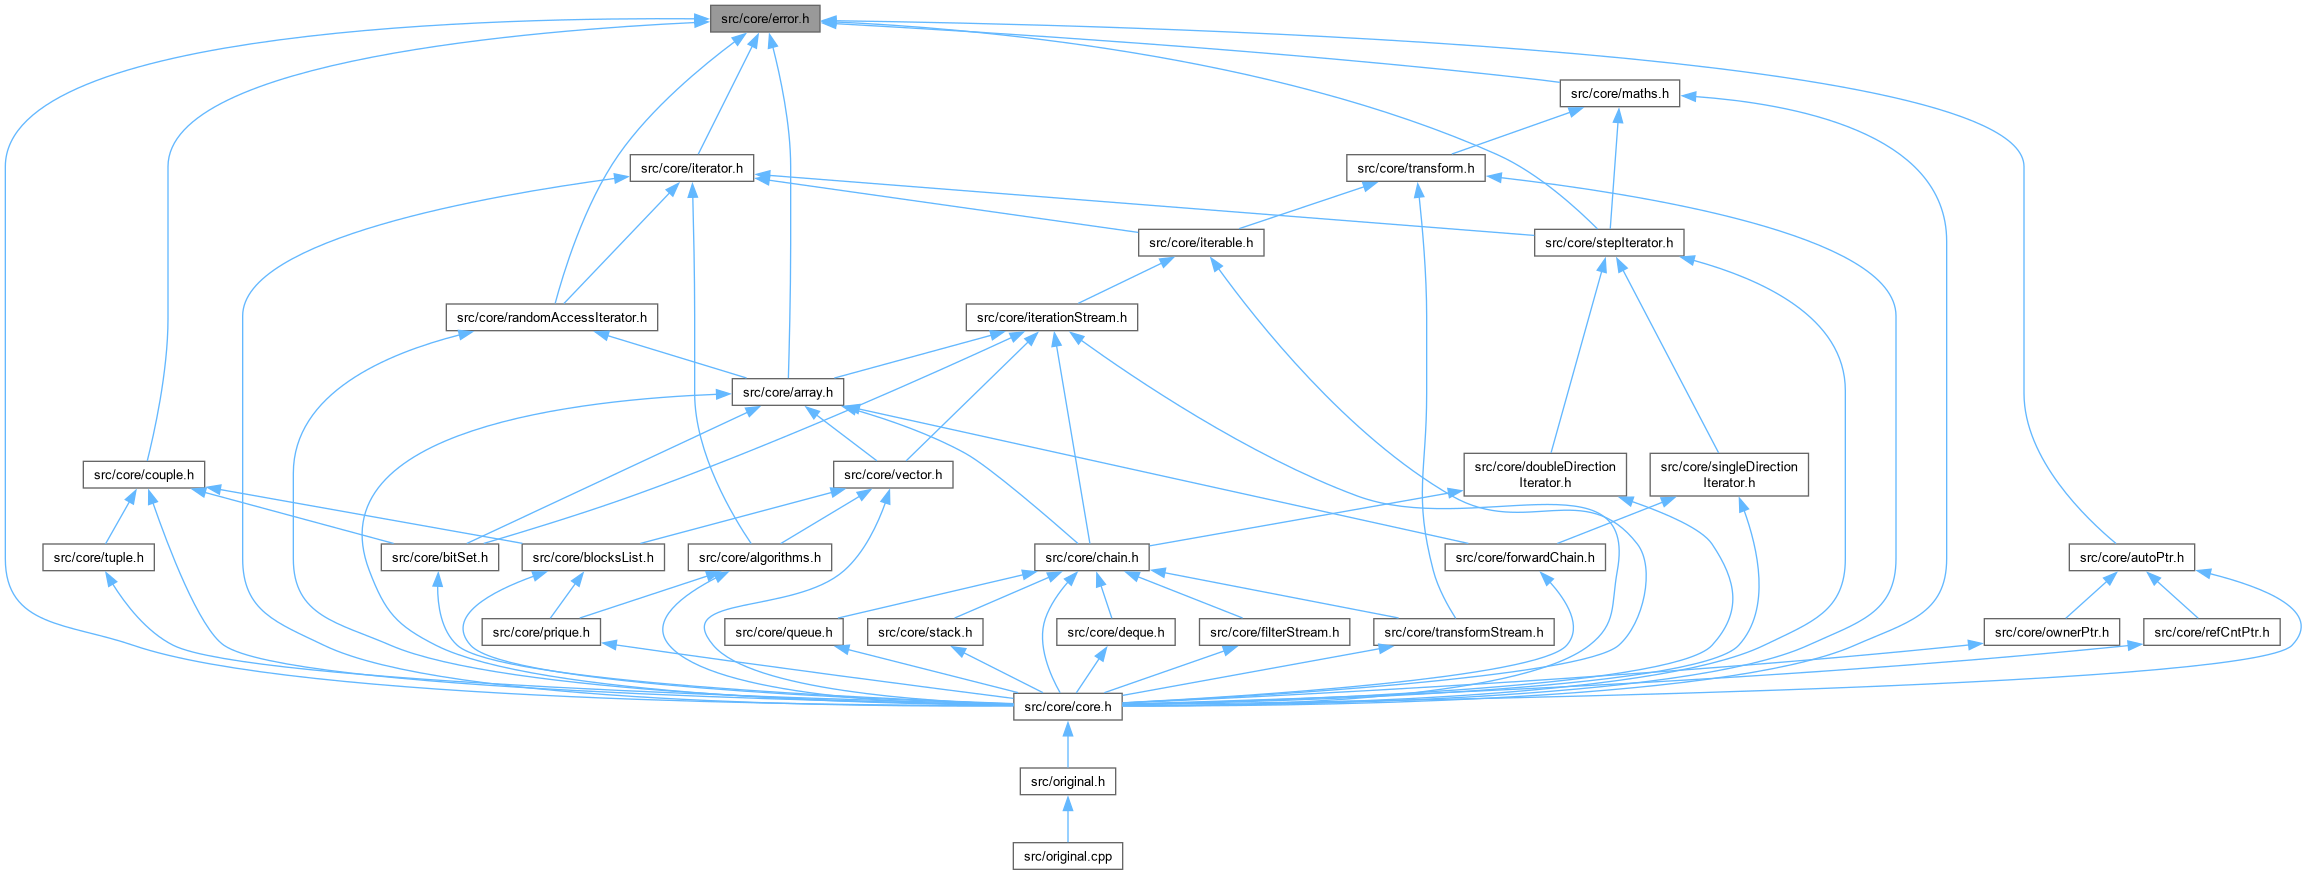 src/core/error.h
src/core/maths.h
src/core/iterator.h
src/core/transform.h
src/core/iterable.h
src/core/stepIterator.h
src/core/randomAccessIterator.h
src/core/iterationStream.h
src/core/array.h
src/core/couple.h
src/core/vector.h
src/core/doubleDirection
Iterator.h
src/core/singleDirection
Iterator.h
src/core/tuple.h
src/core/bitSet.h
src/core/blocksList.h
src/core/algorithms.h
src/core/chain.h
src/core/forwardChain.h
src/core/autoPtr.h
src/core/prique.h
src/core/queue.h
src/core/stack.h
src/core/deque.h
src/core/filterStream.h
src/core/transformStream.h
src/core/ownerPtr.h
src/core/refCntPtr.h
src/core/core.h
src/original.h
src/original.cpp